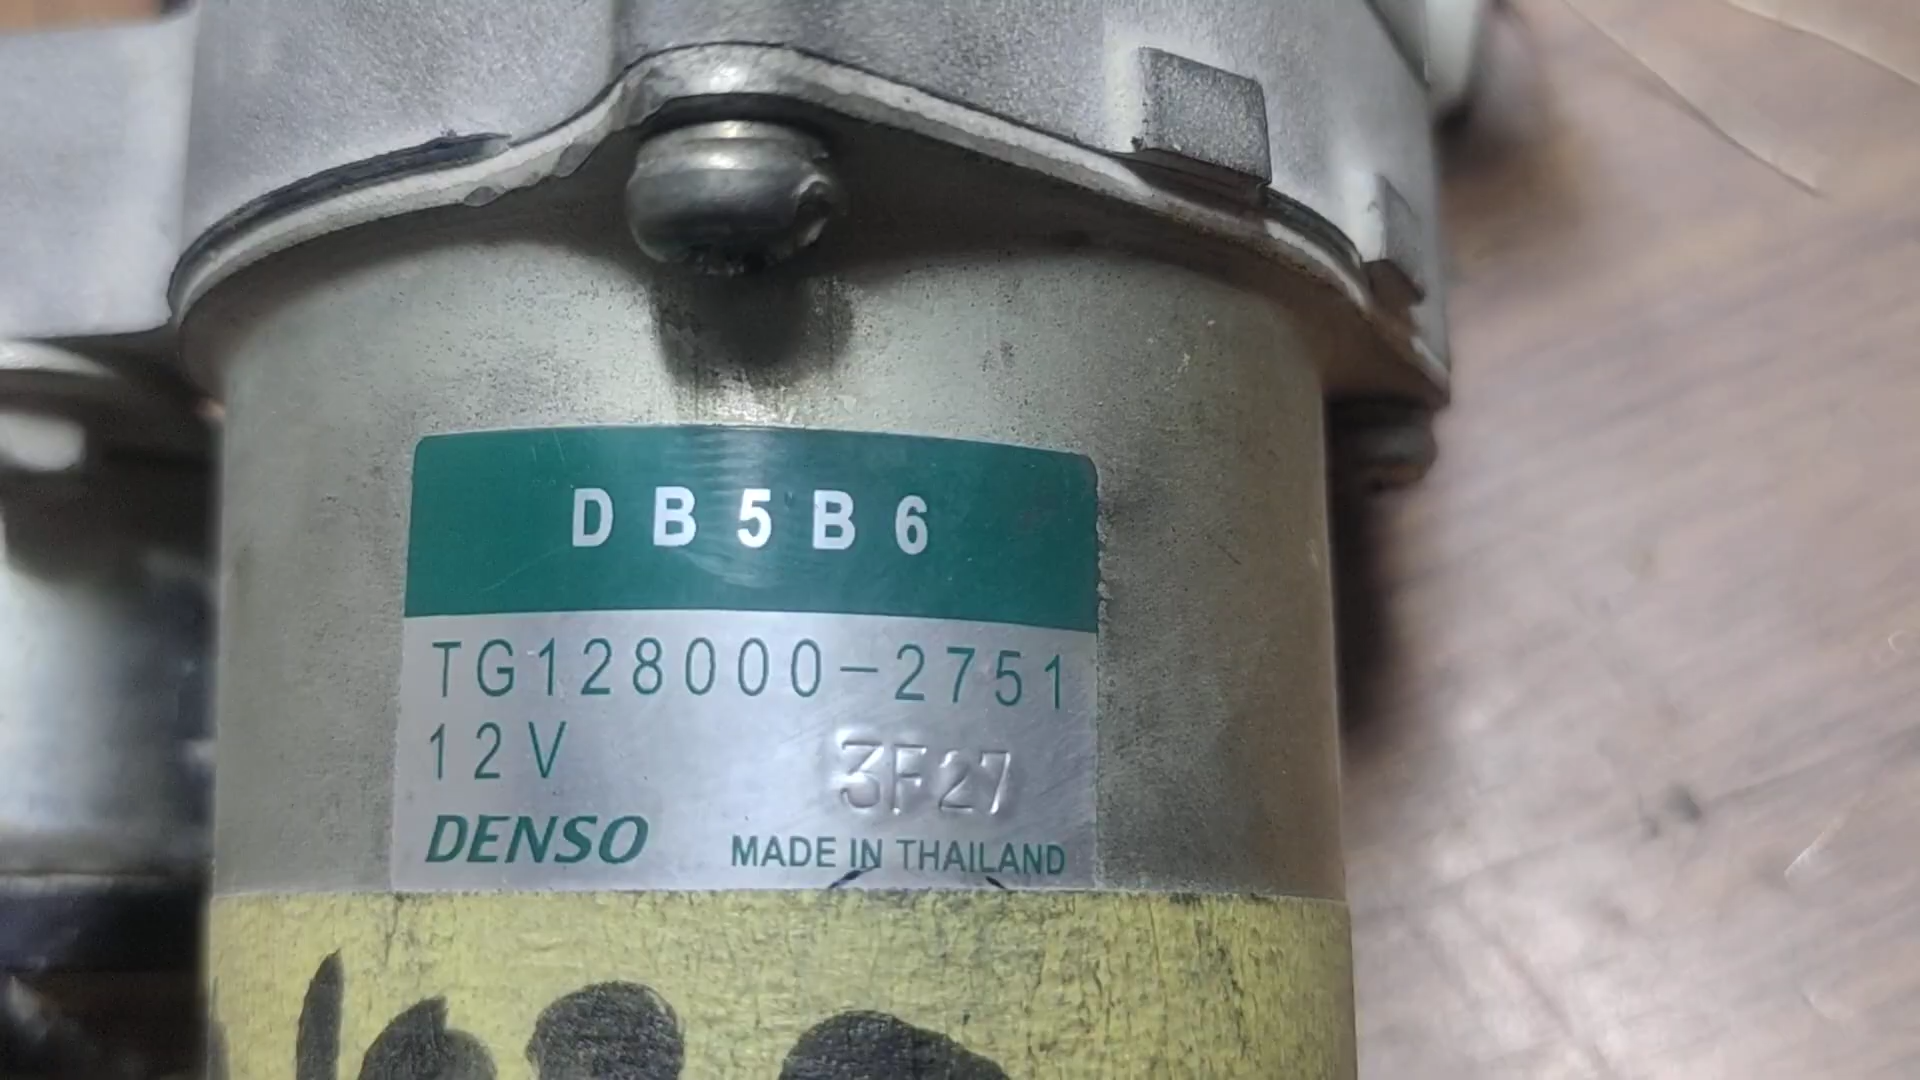 DB5B6
TG128000-2751
12V
3F27
DENSO
MADE IN THAILAND